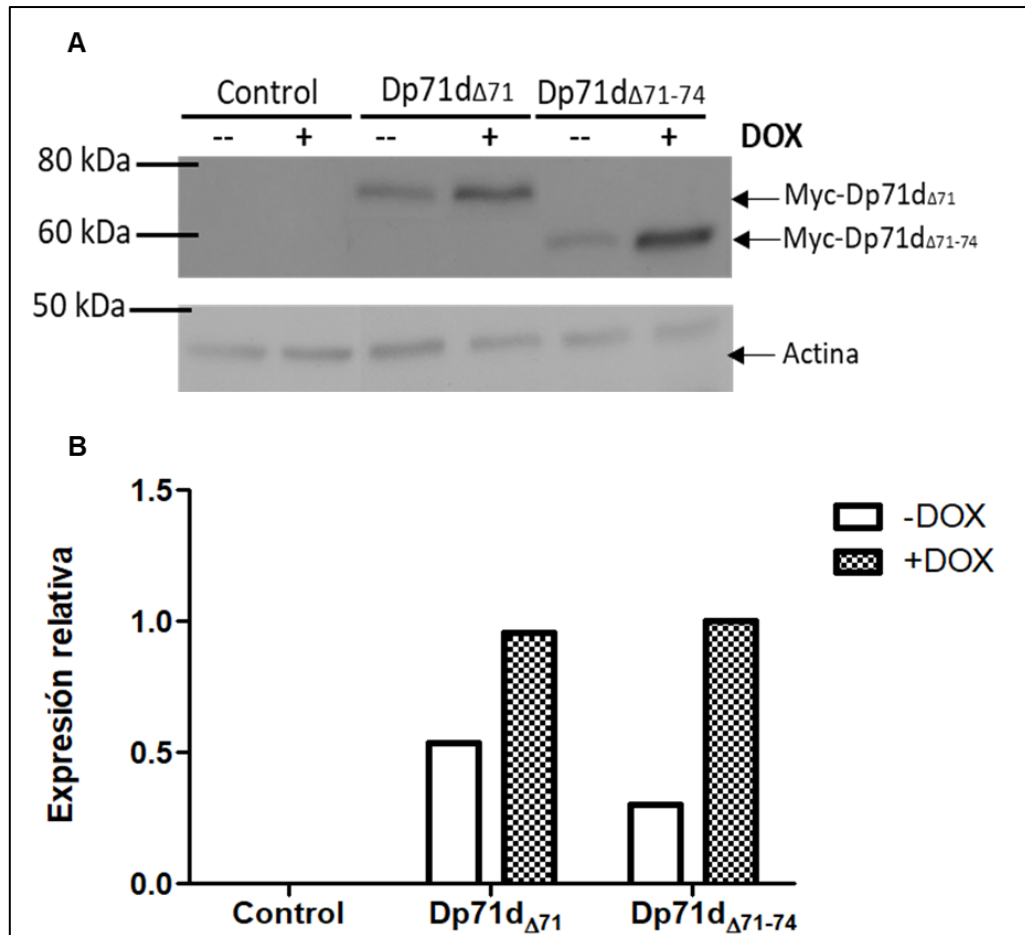 A
Control Dp71dΔ71 Dp71dΔ71-74
-- + -- + -- + DOX
80 kDa
Myc-Dp71dΔ71
60 kDa
Myc-Dp71dΔ71-74
50 kDa
Actina
B
Expresión relativa
1.5
1.0
0.5
0.0
-DOX
+DOX
Control Dp71dΔ71 Dp71dΔ71-74